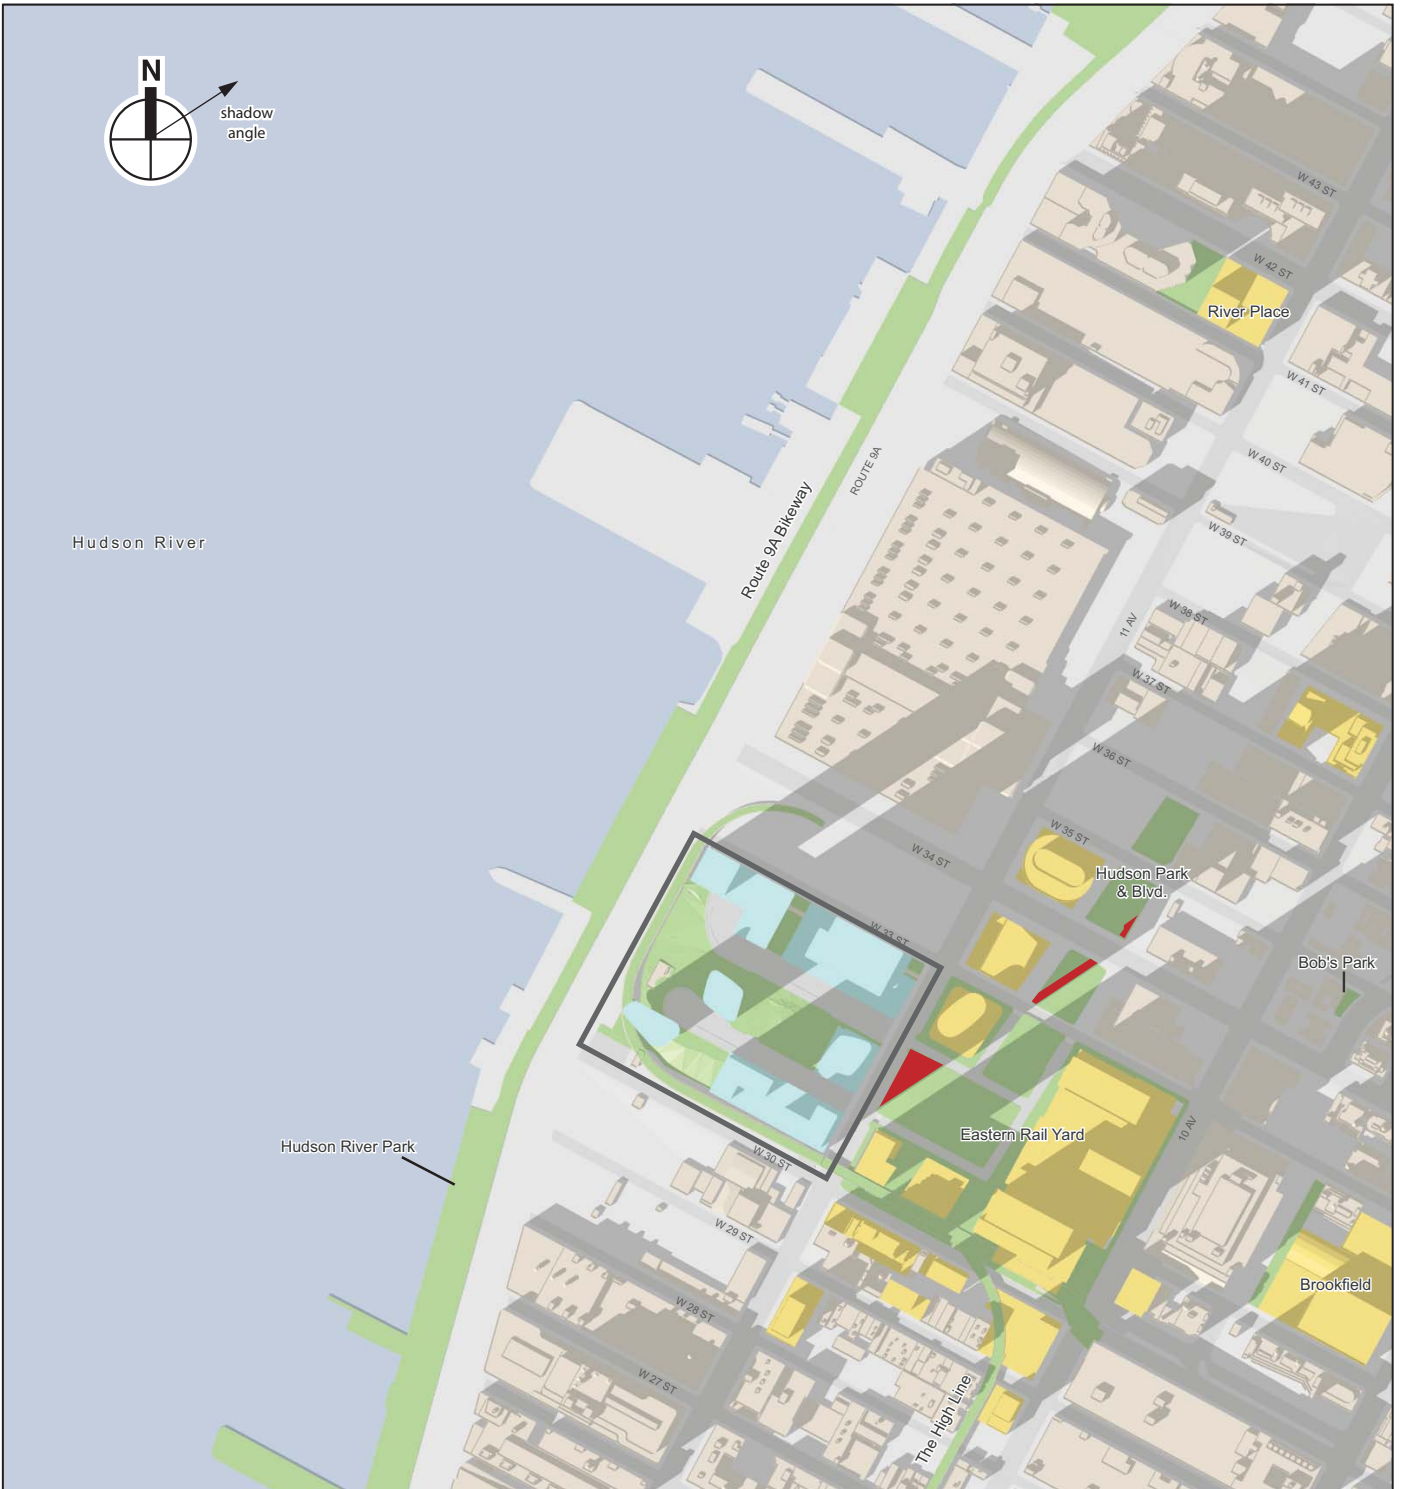 N
shadow
angle
W 43 ST
W 42 ST
River Place
W 41 ST
ROUTE 9A
W 40 ST
Route 9A Bikeway
W 39 ST
Hudson River
11 AV
W 38 ST
W 37 ST
W 36 ST
W 35 ST
W 34 ST
Hudson Park
& Blvd.
W 33 ST
Bob's Park
Eastern Rail Yard
10 AV
Hudson River Park
W 30 ST
W 29 ST
Brookfield
W 28 ST
W 27 ST
The High Line